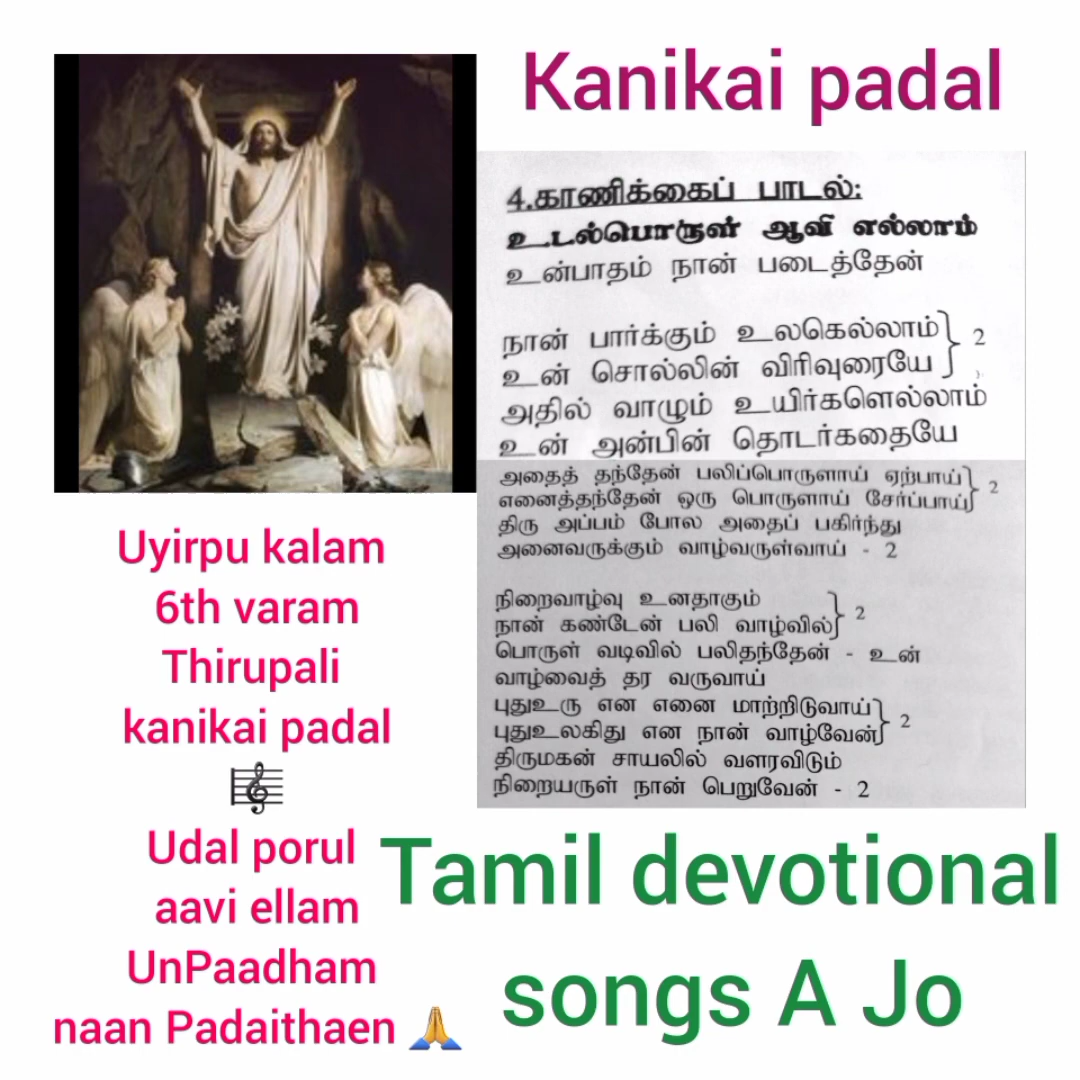 Kanikai padal
4.காணிக்கைப் பாடல்:
உடல்பொருள் ஆவி எல்லாம்
உன்பாதம் நான் படைத்தேன்
நான் பார்க்கும் உலகெல்லாம்
உன் சொல்லின் விரிவுரையே } 2
அதில் வாழும் உயிர்களெல்லாம்
உன் அன்பின் தொடர்கதையே
அதைத் தந்தேன் பலிப்பொருளாய் ஏற்பாய்
எனைத்தந்தேன் ஒரு பொருளாய் சேர்ப்பாய் } 2
திரு அப்பம் போல அதைப் பகிர்ந்து
அனைவருக்கும் வாழ்வருள்வாய் - 2
நிறைவாழ்வு உனதாகும்
நான் கண்டேன் பலி வாழ்வில் } 2
பொருள் வடிவில் பலிதந்தேன் - உன்
வாழ்வைத் தர வருவாய்
புதுஉரு என எனை மாற்றிடுவாய்
புதுஉலகிது என நான் வாழ்வேன் } 2
திருமகன் சாயலில் வளரவிடும்
நிறையருள் நான் பெறுவேன் - 2
Uyirpu kalam
6th varam
Thirupali
kanikai padal
🎼
Udal porul
aavi ellam
UnPaadham
naan Padaithaen 🙏
Tamil devotional
songs A Jo